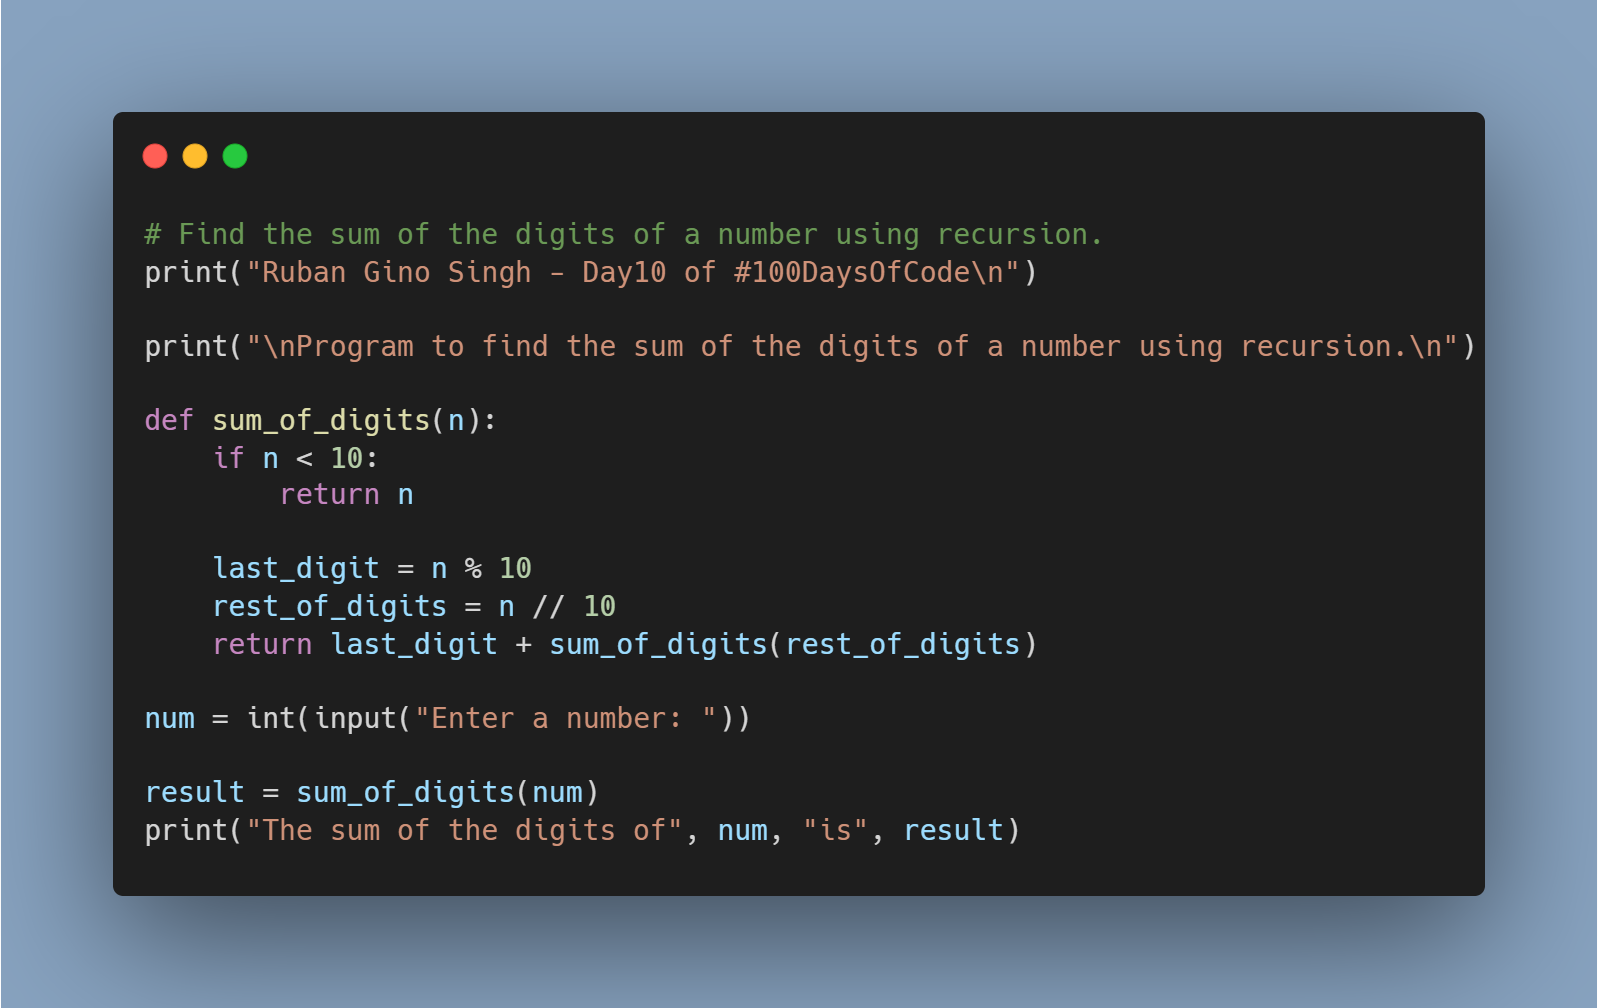 # Find the sum of the digits of a number using recursion.
print("Ruban Gino Singh - Day10 of #100DaysOfCode\n")

print("\nProgram to find the sum of the digits of a number using recursion.\n")

def sum_of_digits(n):
    if n < 10:
        return n

    last_digit = n % 10
    rest_of_digits = n // 10
    return last_digit + sum_of_digits(rest_of_digits)

num = int(input("Enter a number: "))

result = sum_of_digits(num)
print("The sum of the digits of", num, "is", result)